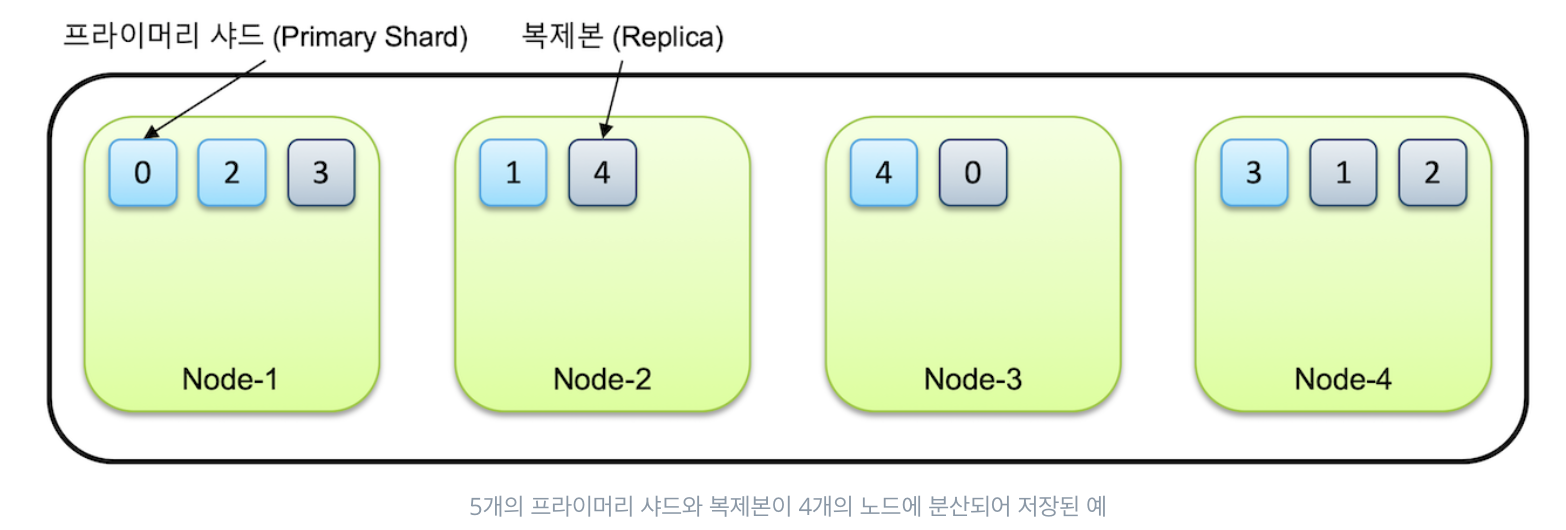 프라이머리 샤드 (Primary Shard) 복제본 (Replica)
0 2 3 1 4 4 0 3 1 2
Node-1 Node-2 Node-3 Node-4
5개의 프라이머리 샤드와 복제본이 4개의 노드에 분산되어 저장된 예